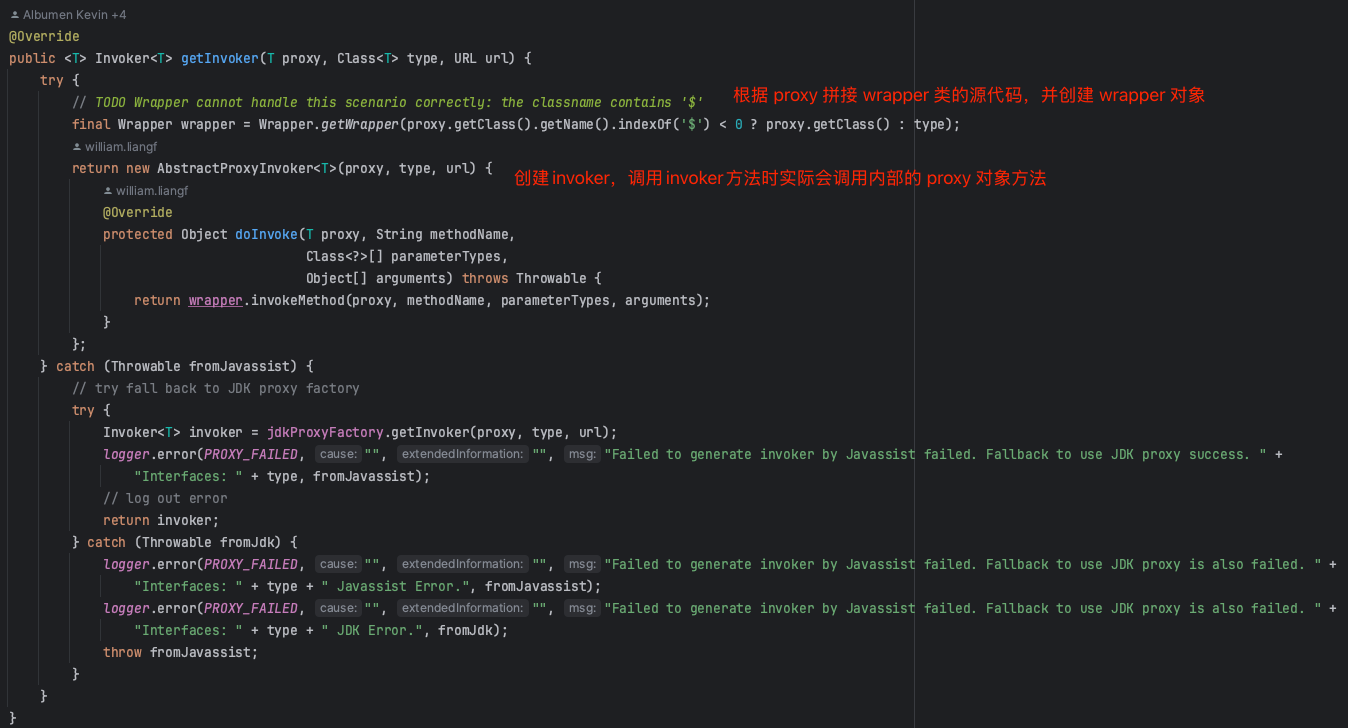 Albumen Kevin +4
@Override
public <T> Invoker<T> getInvoker(T proxy, Class<T> type, URL url) {
try {
// TODO Wrapper cannot handle this scenario correctly: the classname contains '$'
根据 proxy 拼接 wrapper 类的源代码，并创建 wrapper 对象
final Wrapper wrapper = Wrapper.getWrapper(proxy.getClass().getName().indexOf('$') < 0 ? proxy.getClass() : type);
william.liangf
return new AbstractProxyInvoker<T>(proxy, type, url) {
创建invoker，调用invoker方法时实际会调用内部的 proxy 对象方法
william.liangf
@Override
protected Object doInvoke(T proxy, String methodName,
Class<?>[] parameterTypes,
Object[] arguments) throws Throwable {
return wrapper.invokeMethod(proxy, methodName, parameterTypes, arguments);
}
};
} catch (Throwable fromJavassist) {
// try fall back to JDK proxy factory
try {
Invoker<T> invoker = jdkProxyFactory.getInvoker(proxy, type, url);
logger.error(PROXY_FAILED, cause: "", extendedInformation: "", msg: "Failed to generate invoker by Javassist failed. Fallback to use JDK proxy success. " +
"Interfaces: " + type, fromJavassist);
// log out error
return invoker;
} catch (Throwable fromJdk) {
logger.error(PROXY_FAILED, cause: "", extendedInformation: "", msg: "Failed to generate invoker by Javassist failed. Fallback to use JDK proxy is also failed. " +
"Interfaces: " + type + " Javassist Error.", fromJavassist);
logger.error(PROXY_FAILED, cause: "", extendedInformation: "", msg: "Failed to generate invoker by Javassist failed. Fallback to use JDK proxy is also failed. " +
"Interfaces: " + type + " JDK Error.", fromJdk);
throw fromJavassist;
}
}
}